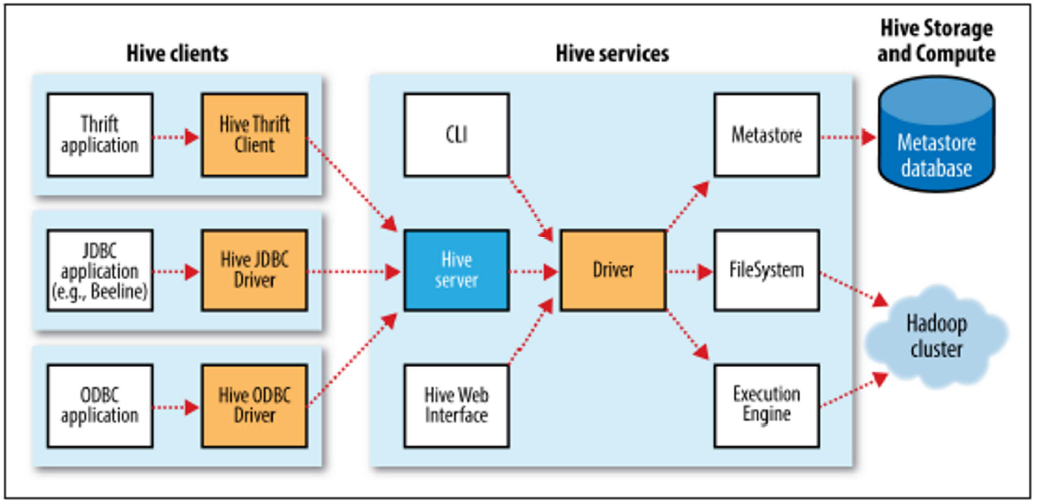 Hive clients
Hive services
Hive Storage
and Compute
Thrift
application
Hive Thrift
Client
CLI
Metastore
Metastore
database
JDBC
application
(e.g., Beeline)
Hive JDBC
Driver
Hive
server
Driver
FileSystem
Hadoop
cluster
ODBC
application
Hive ODBC
Driver
Hive Web
Interface
Execution
Engine